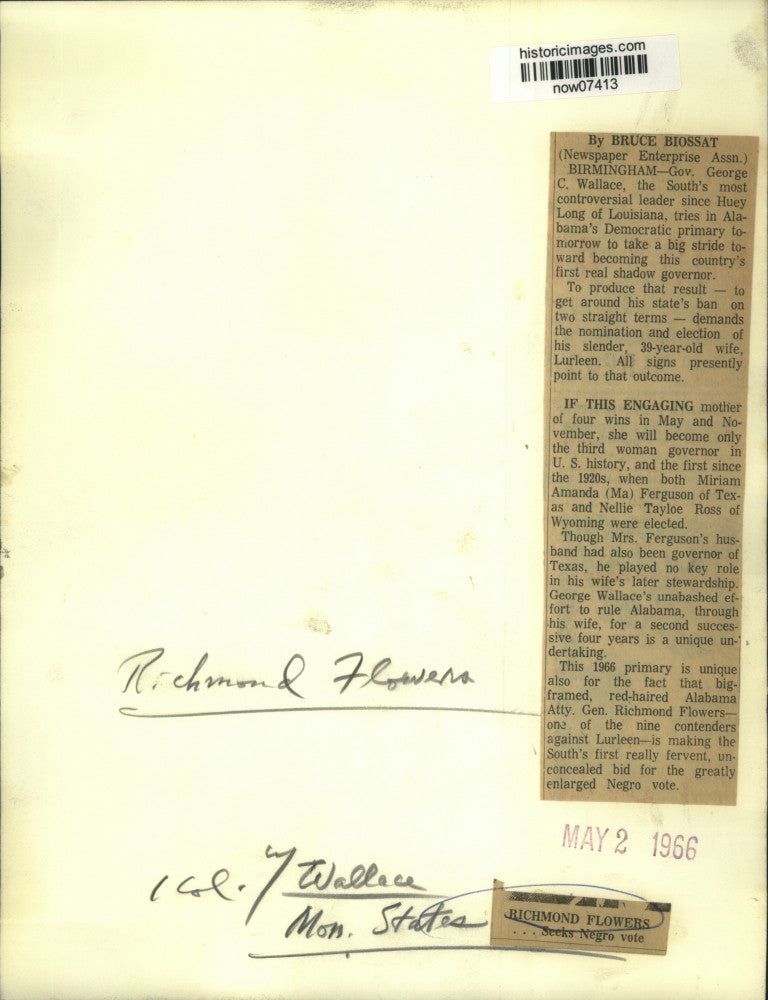 historicimages.com
now07413
By BRUCE BIOSSAT
(Newspaper Enterprise Assn.)
BIRMINGHAM—Gov. George
C. Wallace, the South's most
controversial leader since Huey
Long of Louisiana, tries in Ala-
bama's Democratic primary to-
morrow to take a big stride to-
ward becoming this country's
first real shadow governor.
To produce that result — to
get around his state's ban on
two straight terms — demands
the nomination and election of
his slender, 39-year-old wife,
Lurleen. All signs presently
point to that outcome.
IF THIS ENGAGING mother
of four wins in May and No-
vember, she will become only
the third woman governor in
U. S. history, and the first since
the 1920s, when both Miriam
Amanda (Ma) Ferguson of Tex-
as and Nellie Tayloe Ross of
Wyoming were elected.
Though Mrs. Ferguson's hus-
band had also been governor of
Texas, he played no key role
in his wife's later stewardship.
George Wallace's unabashed ef-
fort to rule Alabama, through
his wife, for a second succes-
sive four years is a unique un-
dertaking.
This 1966 primary is unique
also for the fact that big-
framed, red-haired Alabama
Atty. Gen. Richmond Flowers—
one of the nine contenders
against Lurleen—is making the
South's first really fervent, un-
concealed bid for the greatly
enlarged Negro vote.
Richmond Flowers
MAY 2 1966
1 Col. w/ Wallace
Mon. States
RICHMOND FLOWERS
. . . Seeks Negro vote